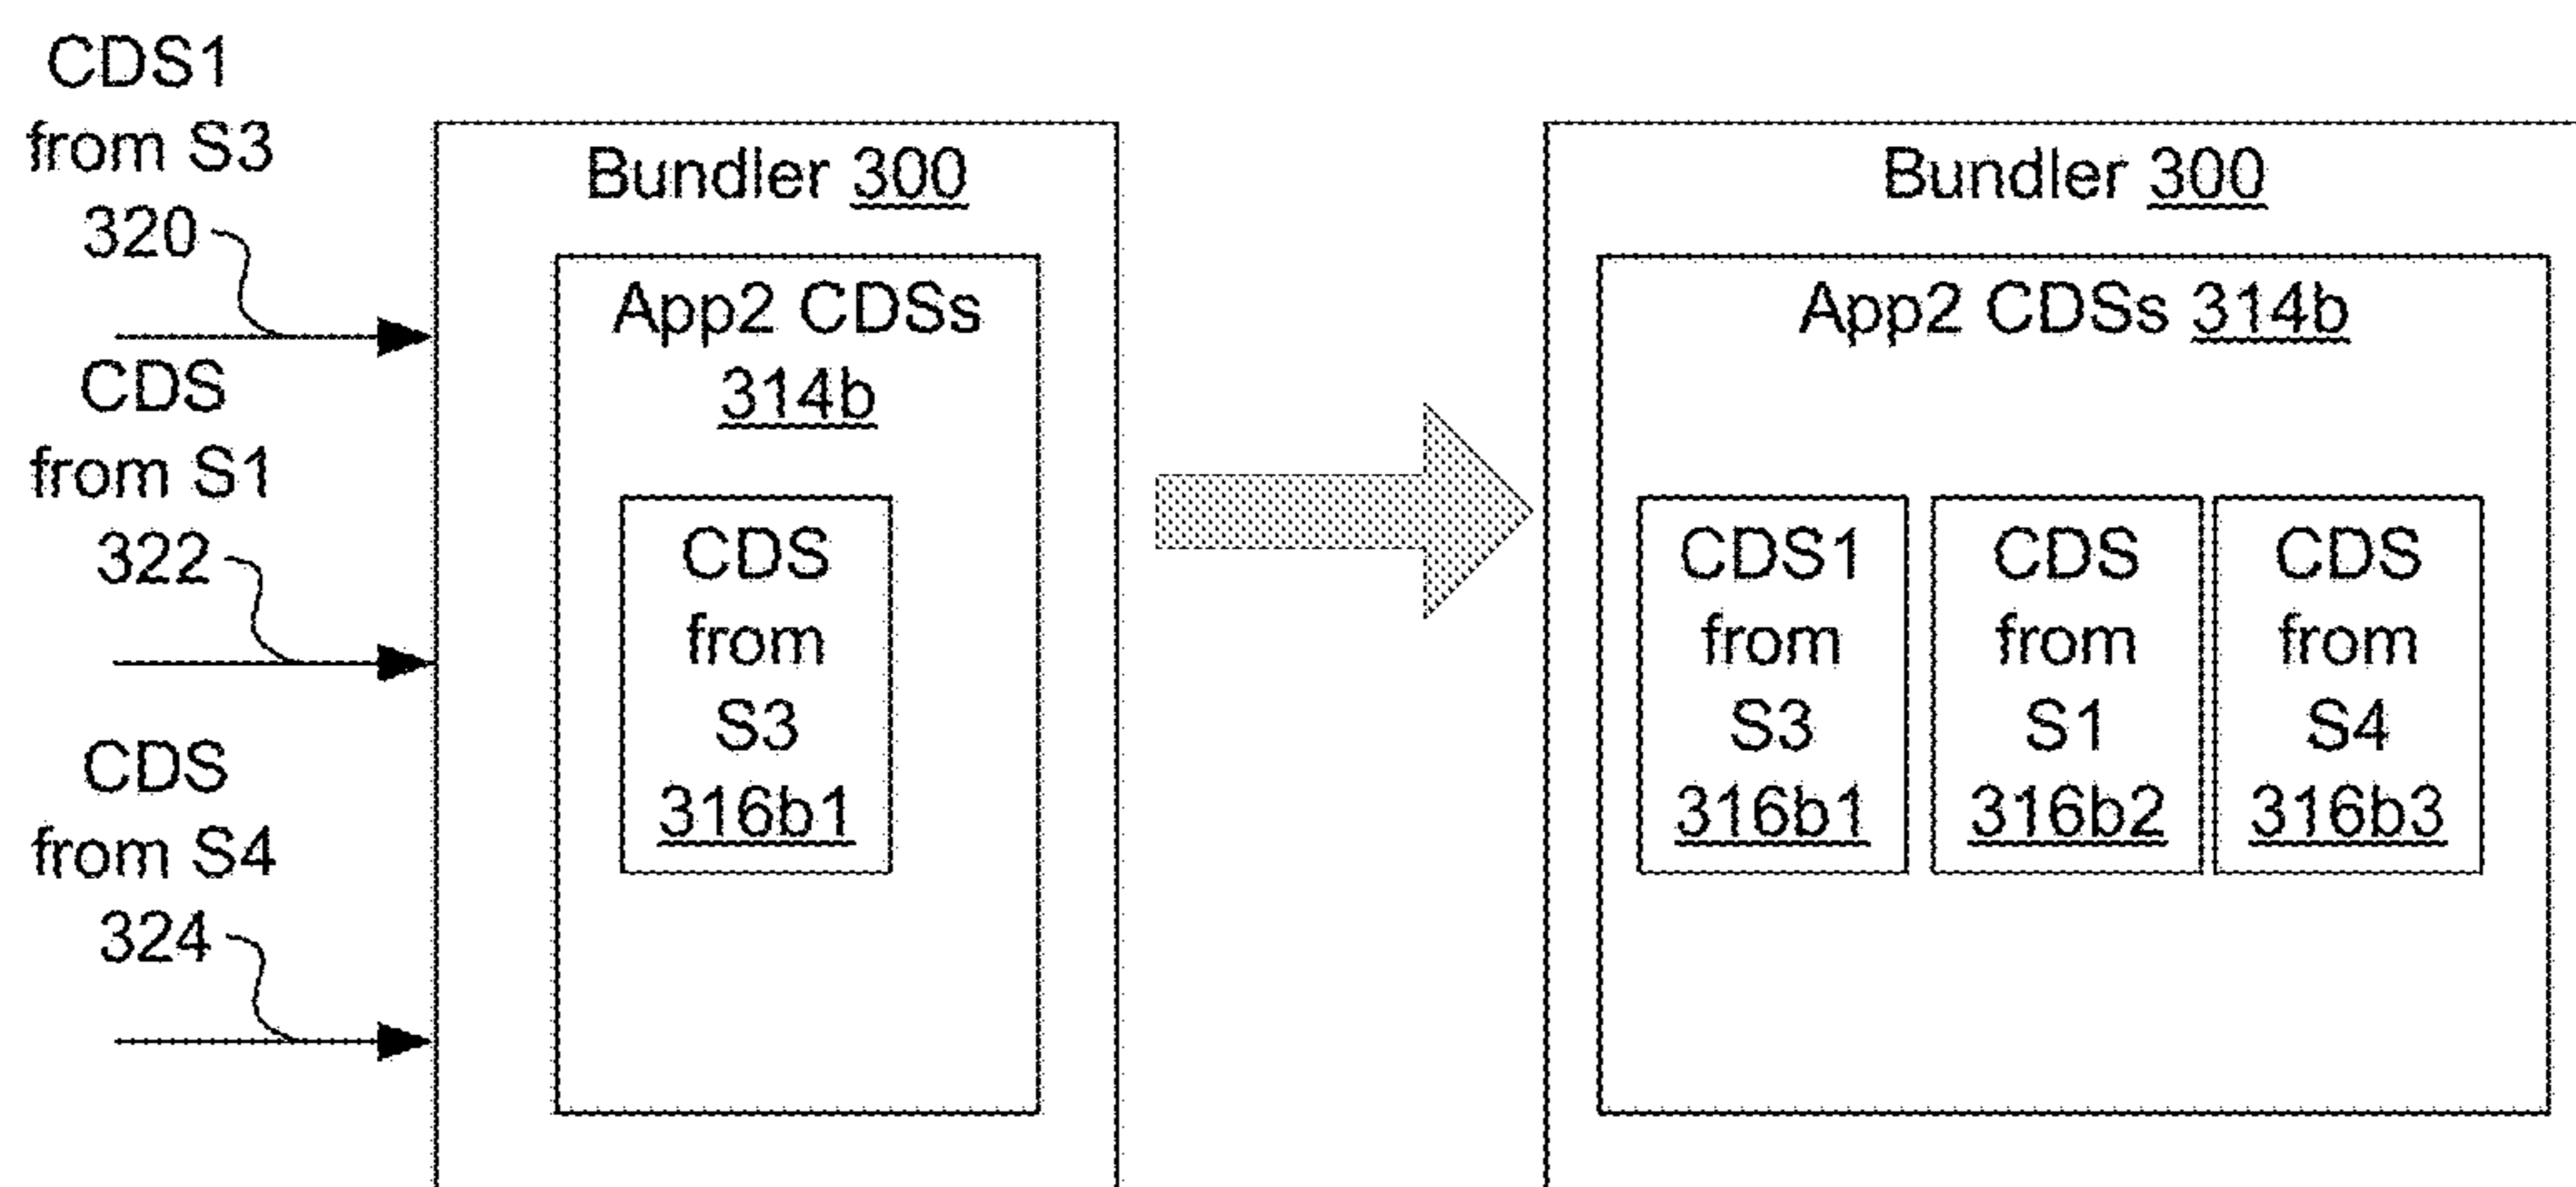 CDS1
from S3
320
CDS
from S1
322
CDS
from S4
324
Bundler 300
App2 CDSs
314b
CDS
from
S3
316b1
Bundler 300
App2 CDSs 314b
CDS1
from
S3
316b1
CDS
from
S1
316b2
CDS
from
S4
316b3